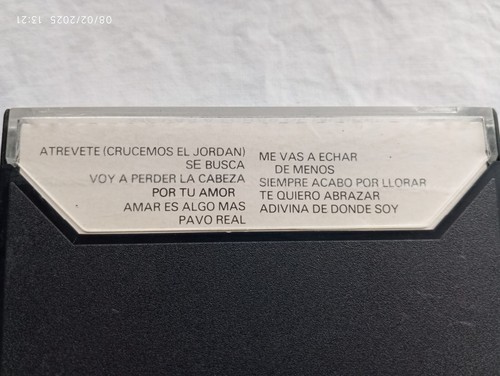 08/02/2025 13:21
ATREVETE (CRUCEMOS EL JORDAN)
SE BUSCA
VOY A PERDER LA CABEZA
POR TU AMOR
AMAR ES ALGO MAS
PAVO REAL
ME VAS A ECHAR
DE MENOS
SIEMPRE ACABO POR LLORAR
TE QUIERO ABRAZAR
ADIVINA DE DONDE SOY